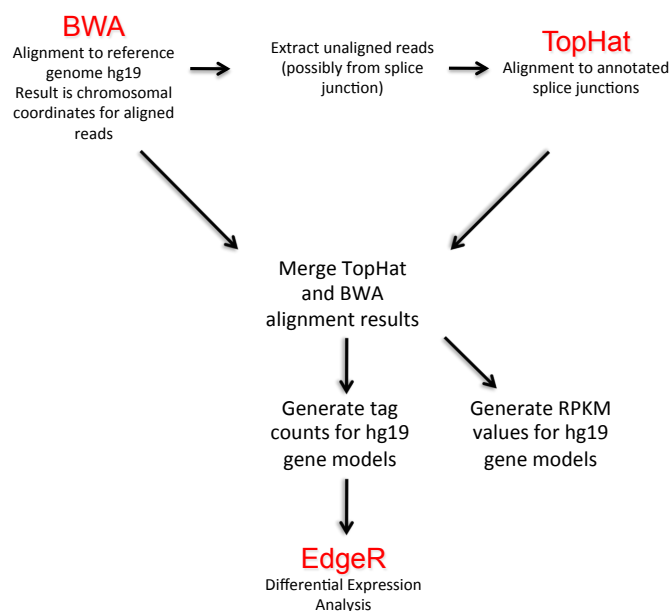 BWA
Alignment to reference
genome hg19
Result is chromosomal
coordinates for aligned
reads
Extract unaligned reads
(possibly from splice
junction)
TopHat
Alignment to annotated
splice junctions
Merge TopHat
and BWA
alignment results
Generate tag
counts for hg19
gene models
Generate RPKM
values for hg19
gene models
EdgeR
Differential Expression
Analysis